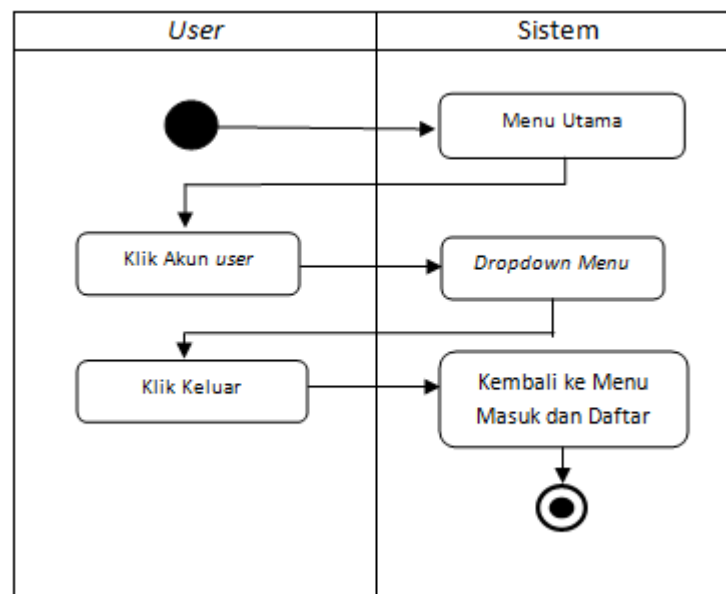 User
Sistem
Menu Utama
Klik Akun user
Dropdown Menu
Klik Keluar
Kembali ke Menu
Masuk dan Daftar